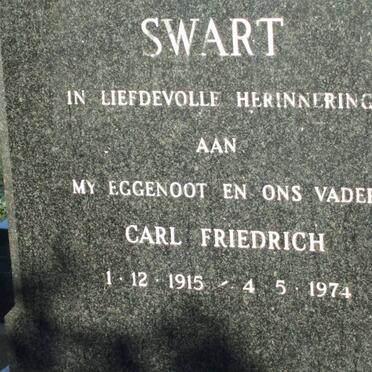 SWART
IN LIEFDEVOLLE HERINNERING
AAN
MY EGGENOOT EN ONS VADER
CARL FRIEDRICH
1 · 12 · 1915 - 4 · 5 · 1974